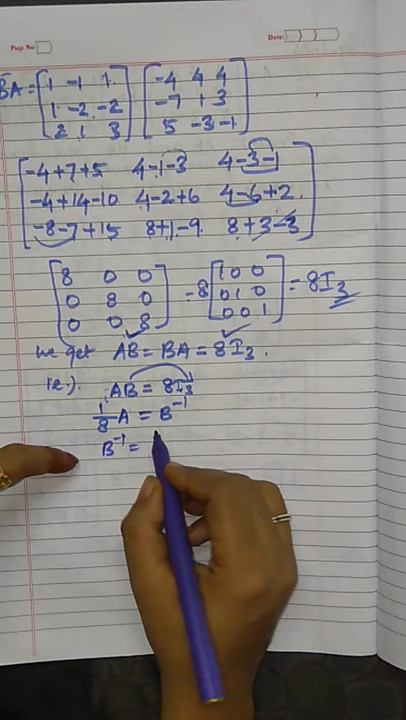 Page No:
Date:
BA = [ 1 -1 1 ] [ -4 4 4 ]
[ 1 -2 -2 ] [ -7 1 3 ]
[ 2 1 3 ] [ 5 -3 -1 ]
[ -4+7+5 4-1-3 4-3-1 ]
[ -4+14-10 4-2+6 4-6+2 ]
[ -8-7+15 8+1-9 8+3-3 ]
[ 8 0 0 ] = 8 [ 1 0 0 ] = 8I₃
[ 0 8 0 ] [ 0 1 0 ]
[ 0 0 8 ] [ 0 0 1 ]
we get AB = BA = 8I₃.
ie.). AB = 8I₃
1/8 A = B⁻¹
B⁻¹ =